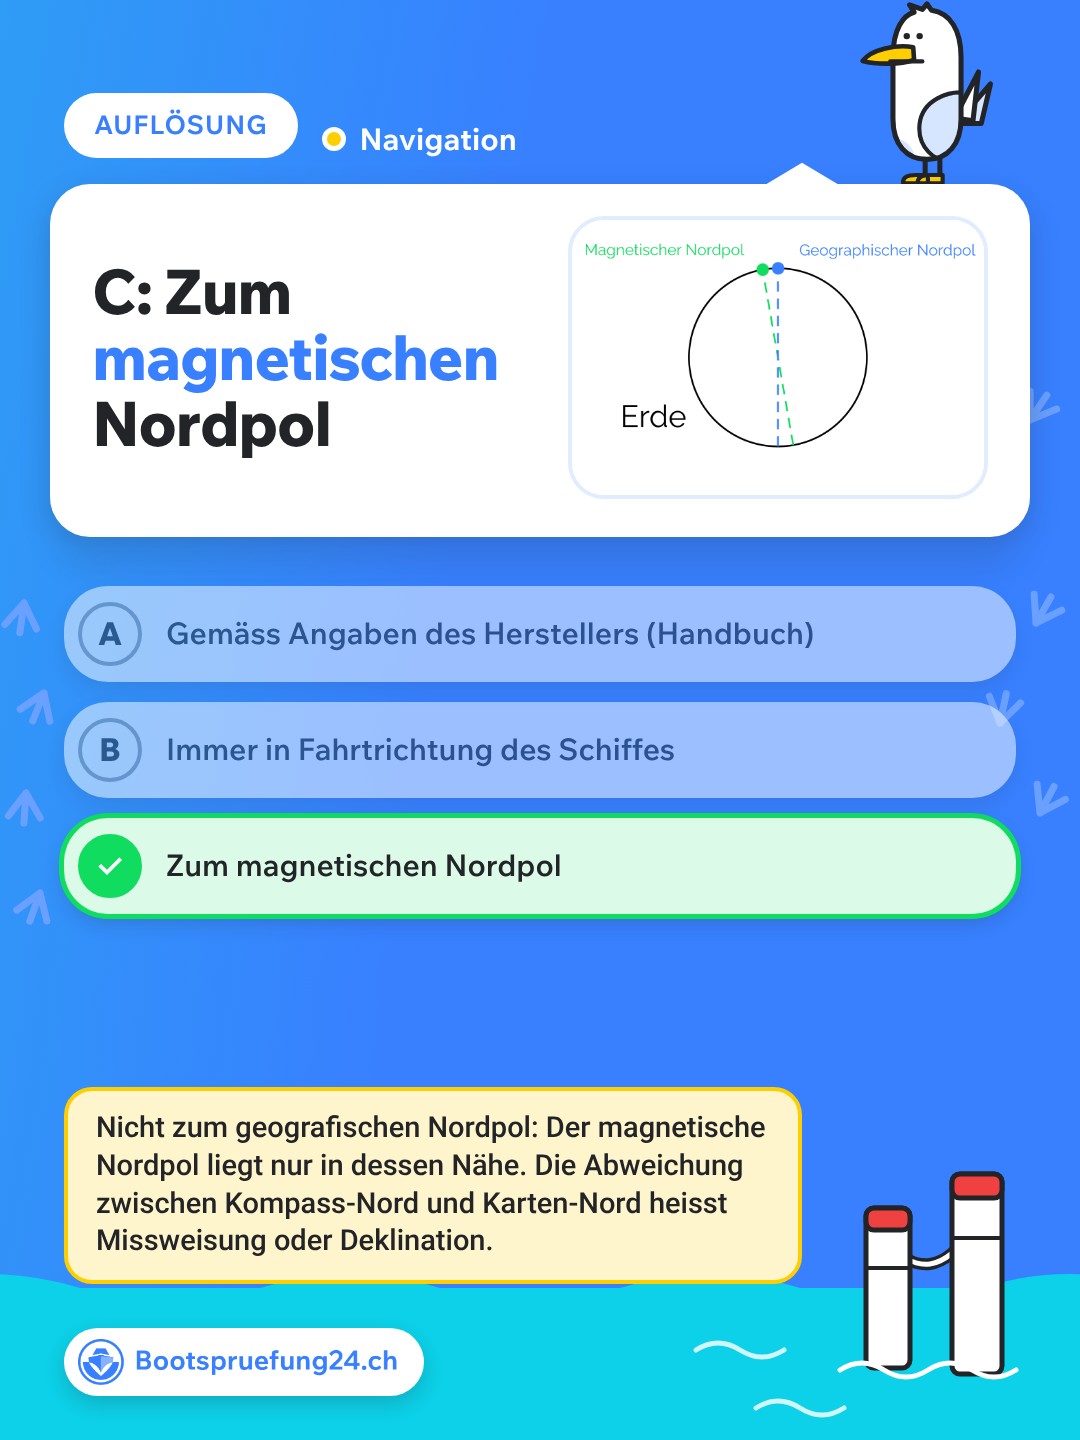 AUFLÖSUNG
Navigation
C: Zum
magnetischen
Nordpol
Magnetischer Nordpol
Geographischer Nordpol
Erde
A Gemäss Angaben des Herstellers (Handbuch)
B Immer in Fahrtrichtung des Schiffes
Zum magnetischen Nordpol
Nicht zum geografischen Nordpol: Der magnetische
Nordpol liegt nur in dessen Nähe. Die Abweichung
zwischen Kompass-Nord und Karten-Nord heisst
Missweisung oder Deklination.
Bootspruefung24.ch